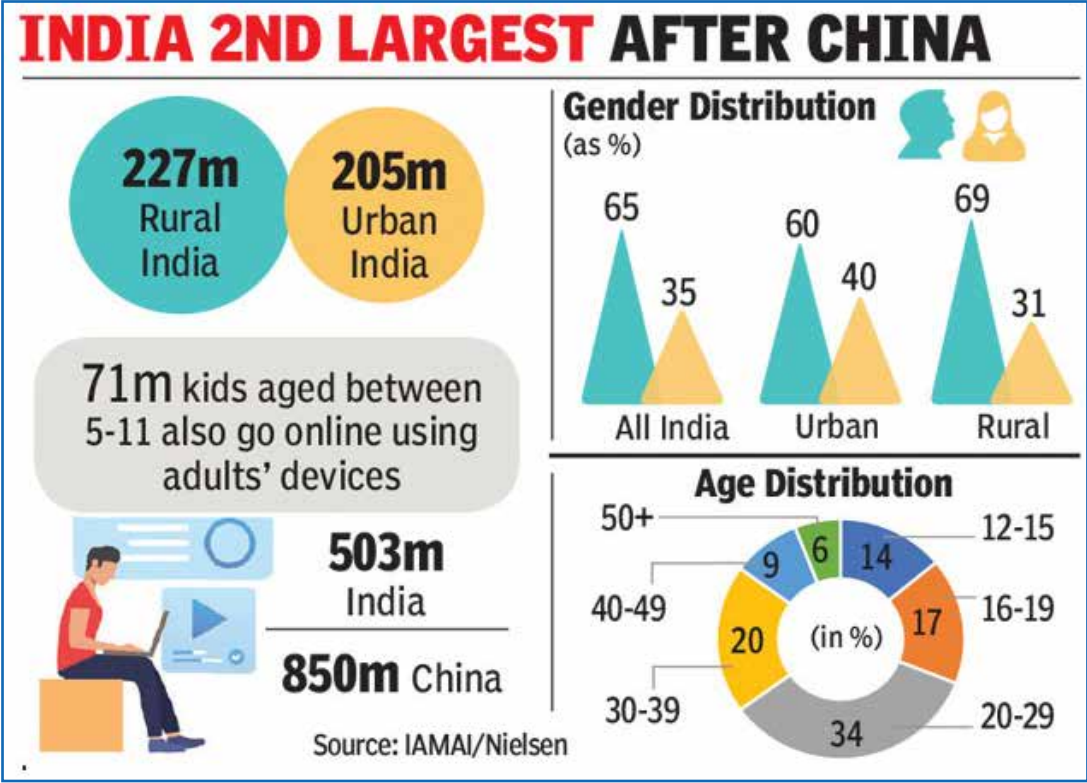 INDIA 2ND LARGEST AFTER CHINA
227m
Rural
India
205m
Urban
India
71m kids aged between
5-11 also go online using
adults' devices
503m
India
850m China
Source: IAMAI/Nielsen
Gender Distribution
(as %)
65
35
All India
60
40
Urban
69
31
Rural
Age Distribution
50+
6
12-15
14
40-49
9
16-19
17
(in %)
30-39
20
20-29
34